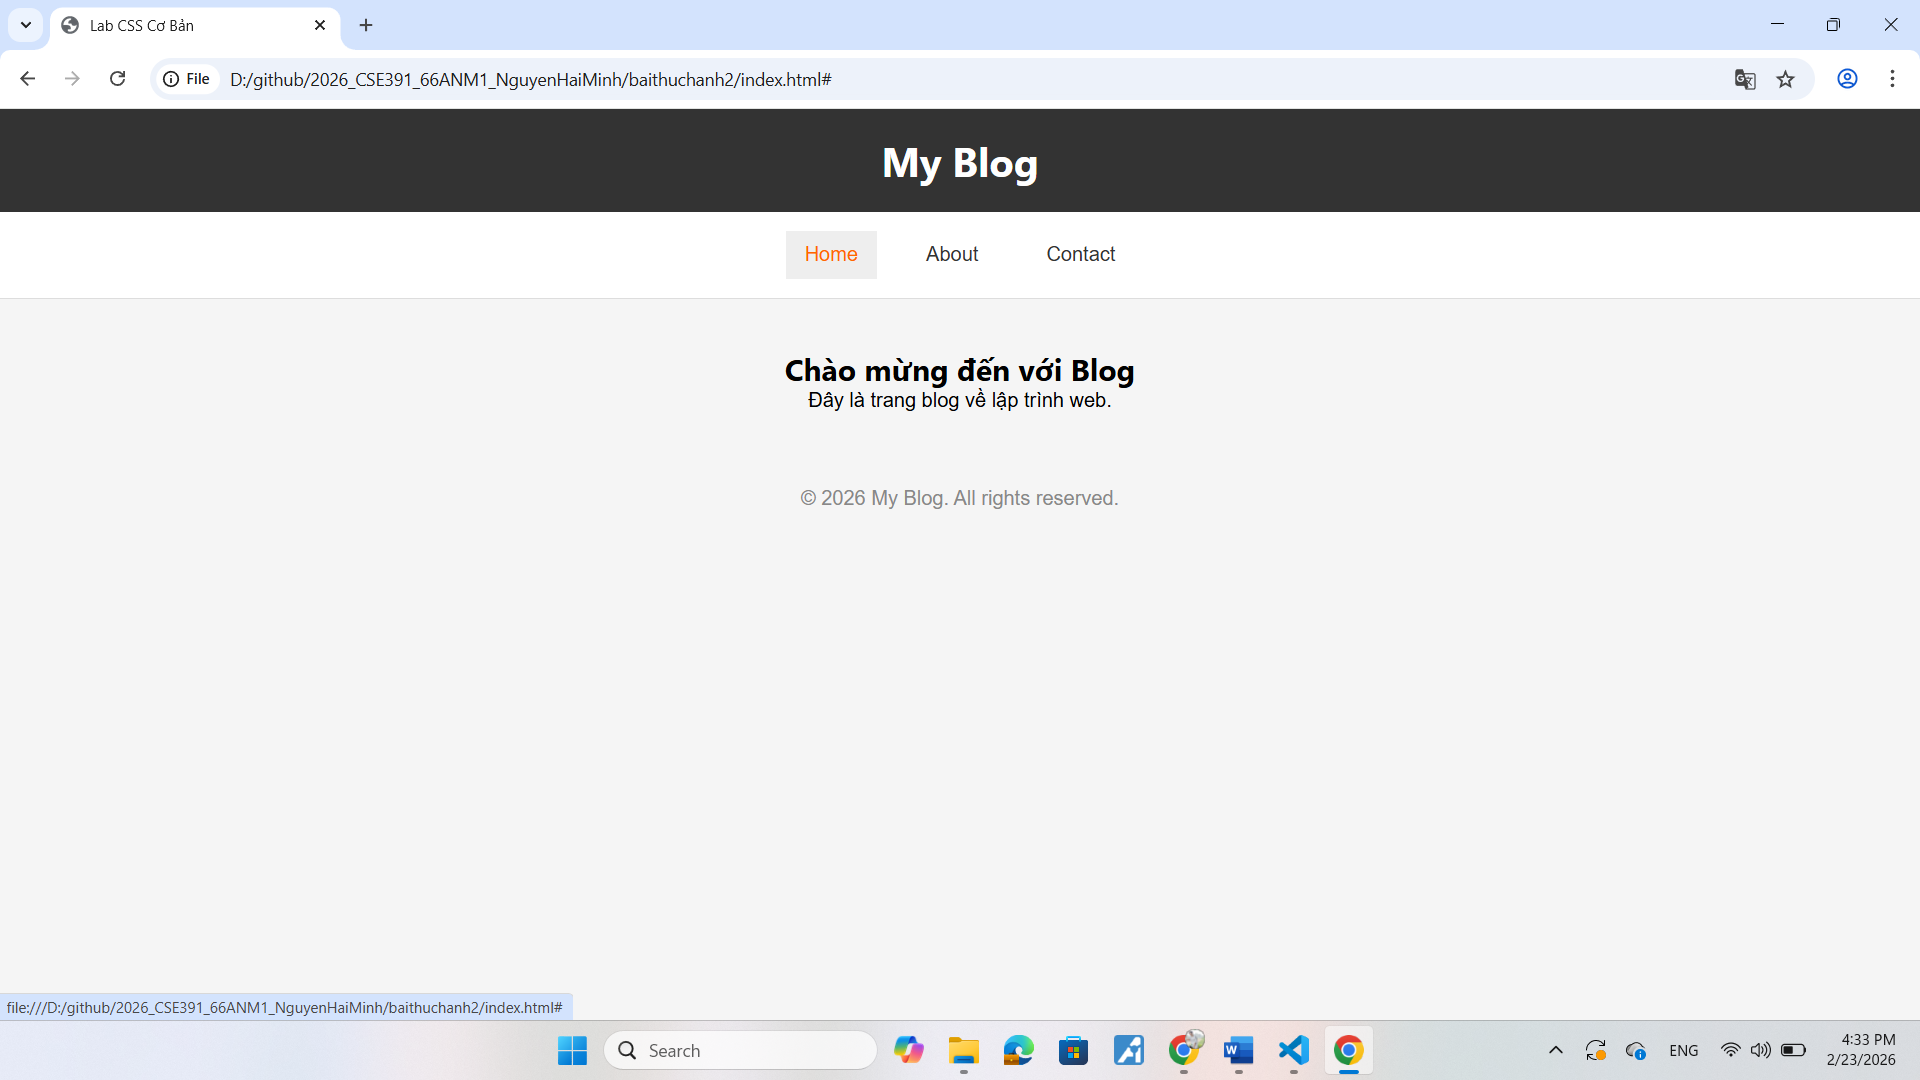 Lab CSS Cơ Bản
File
D:/github/2026_CSE391_66ANM1_NguyenHaiMinh/baithuchanh2/index.html#
My Blog
Home About Contact
Chào mừng đến với Blog
Đây là trang blog về lập trình web.
© 2026 My Blog. All rights reserved.
file:///D:/github/2026_CSE391_66ANM1_NguyenHaiMinh/baithuchanh2/index.html#
Search
ENG
4:33 PM
2/23/2026